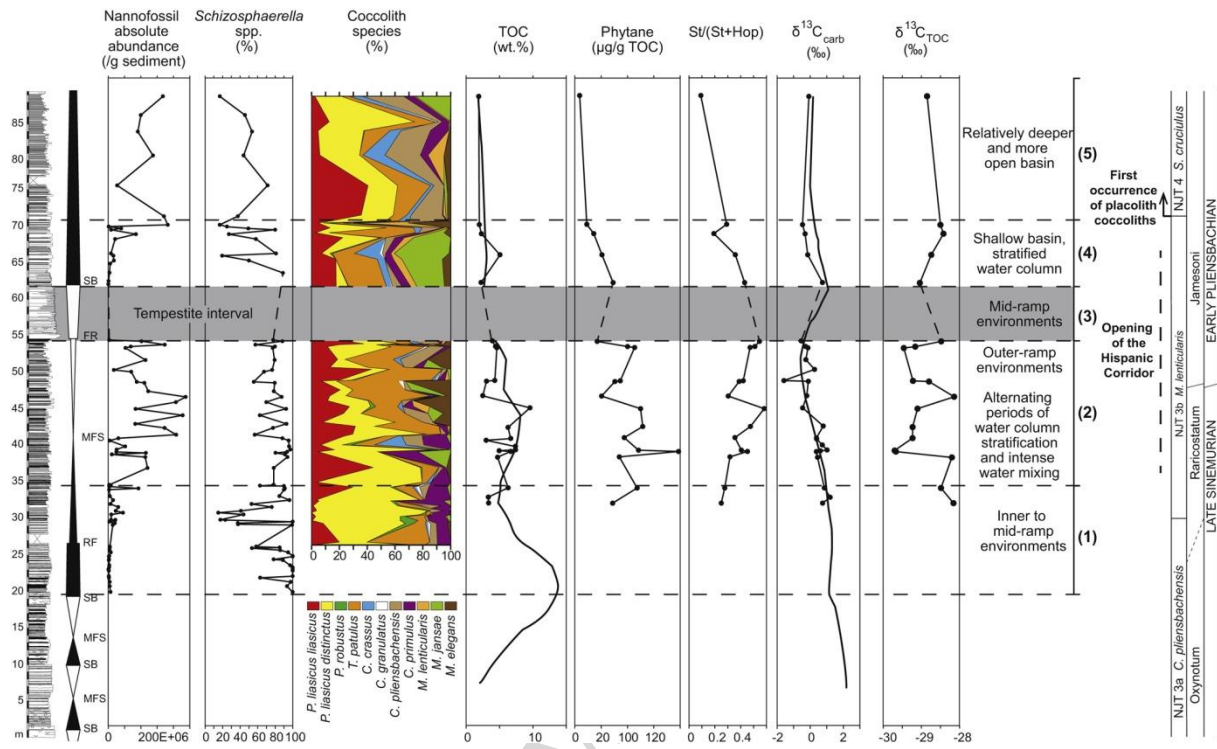 Nannofossil
absolute
abundance
(/g sediment)
Schizosphaerella
spp.
(%)
Coccolith
species
(%)
TOC
(wt.%)
Phytane
(µg/g TOC)
St/(St+Hop)
δ13Ccarb
(‰)
δ13CTOC
(‰)
85
80
75
70
65
60
55
50
45
40
35
30
25
20
15
10
5
m
SB
FR
MFS
RF
SB
MFS
SB
MFS
SB
Tempestite interval
Relatively deeper
and more
open basin
(5)
Shallow basin,
stratified
water column
(4)
Mid-ramp
environments
(3)
Outer-ramp
environments
Alternating
periods of
water column
stratification
and intense
water mixing
(2)
Inner to
mid-ramp
environments
(1)
First
occurrence
of placolith
coccoliths
Opening
of the
Hispanic
Corridor
NJT 4 S. cruciulus
M. lenticularis
NJT 3b
NJT 3a C. pliensbachensis
Jamesoni
Raricostatum
Oxynotum
EARLY PLIENSBACHIAN
LATE SINEMURIAN
0 20 40 60 80 100
P. liasicus liasicus
P. liasicus distinctus
P. robustus
T. patulus
C. crassus
C. granulatus
C. pliensbachensis
C. primulus
M. lenticularis
M. jansae
M. elegans
0 200E+06
0 20 40 60 80 100
0 10
0 20 60 120
0 0.2 0.4 0.6
-2 0 2
-30 -29 -28